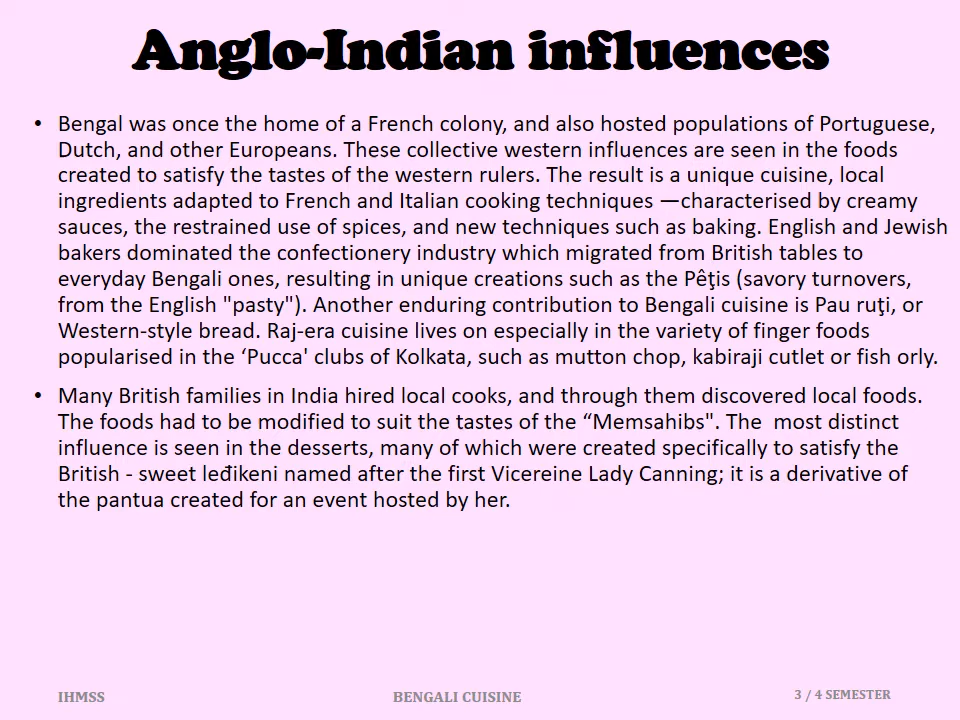 Anglo-Indian influences
• Bengal was once the home of a French colony, and also hosted populations of Portuguese,
Dutch, and other Europeans. These collective western influences are seen in the foods
created to satisfy the tastes of the western rulers. The result is a unique cuisine, local
ingredients adapted to French and Italian cooking techniques —characterised by creamy
sauces, the restrained use of spices, and new techniques such as baking. English and Jewish
bakers dominated the confectionery industry which migrated from British tables to
everyday Bengali ones, resulting in unique creations such as the Pêţis (savory turnovers,
from the English "pasty"). Another enduring contribution to Bengali cuisine is Pau ruţi, or
Western-style bread. Raj-era cuisine lives on especially in the variety of finger foods
popularised in the ‘Pucca' clubs of Kolkata, such as mutton chop, kabiraji cutlet or fish orly.
• Many British families in India hired local cooks, and through them discovered local foods.
The foods had to be modified to suit the tastes of the “Memsahibs". The  most distinct
influence is seen in the desserts, many of which were created specifically to satisfy the
British - sweet leđikeni named after the first Vicereine Lady Canning; it is a derivative of
the pantua created for an event hosted by her.
IHMSS
BENGALI CUISINE
3 / 4 SEMESTER